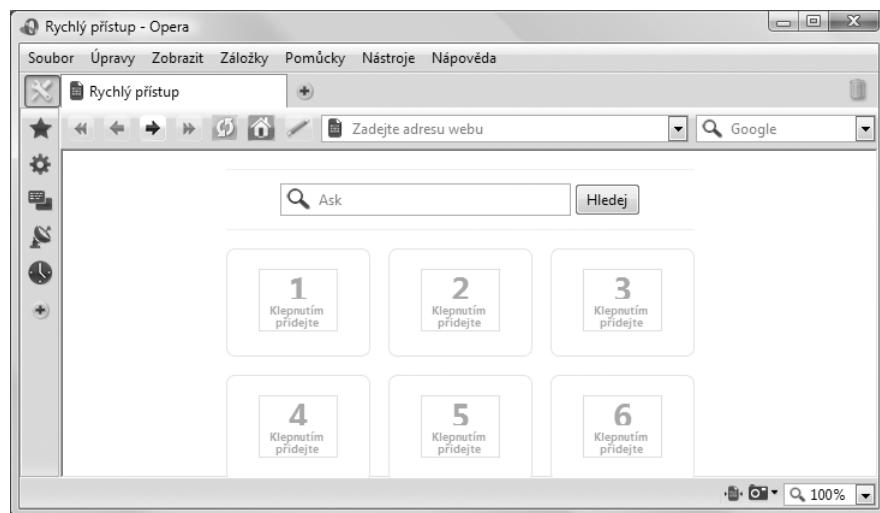 Rychlý přístup - Opera
Soubor Úpravy Zobrazit Záložky Pomůcky Nástroje Nápověda
Rychlý přístup
Zadejte adresu webu
Google
Ask
Hledej
1
Klepnutím
přidejte
2
Klepnutím
přidejte
3
Klepnutím
přidejte
4
Klepnutím
přidejte
5
Klepnutím
přidejte
6
Klepnutím
přidejte
100%